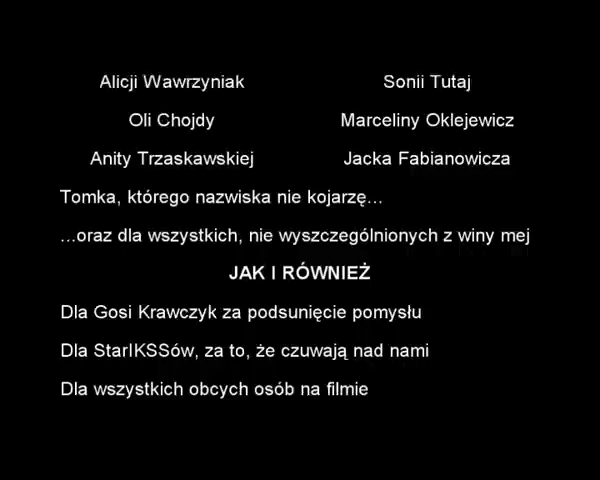 Alicji Wawrzyniak Sonii Tutaj
Oli Chojdy Marceliny Oklejewicz
Anity Trzaskawskiej Jacka Fabianowicza
Tomka, którego nazwiska nie kojarzę...
...oraz dla wszystkich, nie wyszczególnionych z winy mej
JAK I RÓWNIEŻ
Dla Gosi Krawczyk za podsunięcie pomysłu
Dla StarIKSSów, za to, że czuwają nad nami
Dla wszystkich obcych osób na filmie